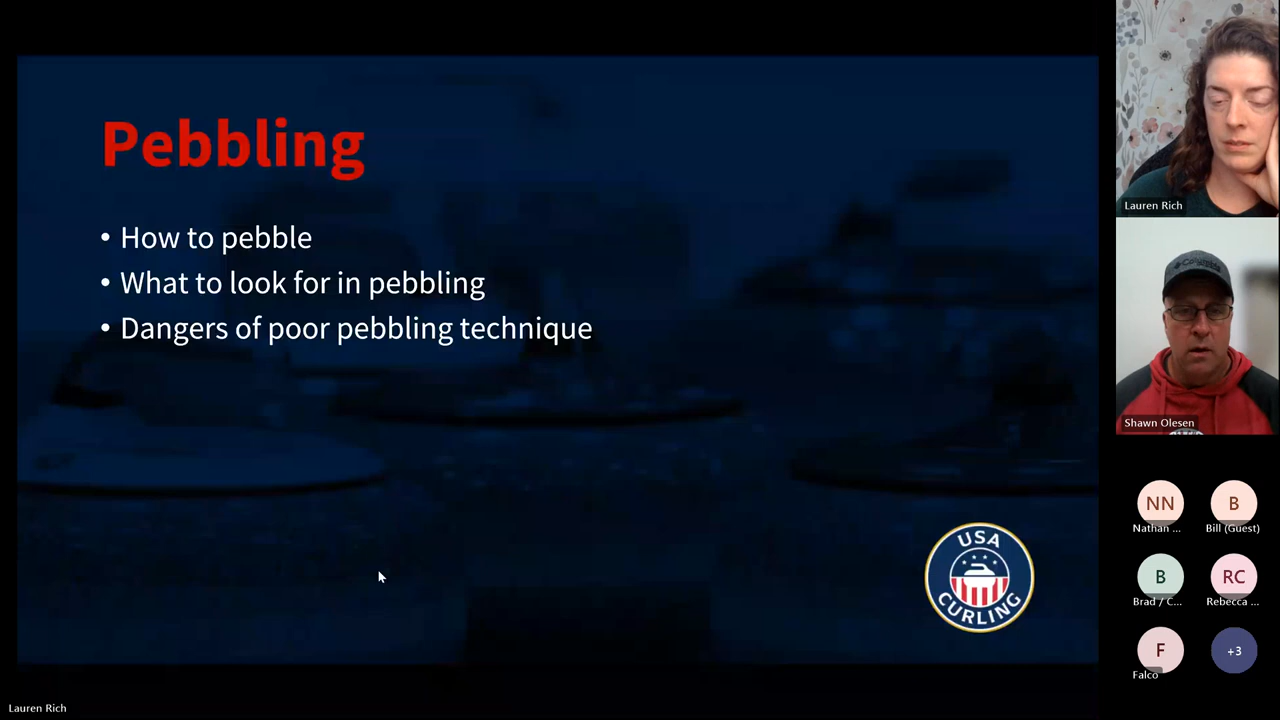 Pebbling
• How to pebble
• What to look for in pebbling
• Dangers of poor pebbling technique
USA
CURLING
Lauren Rich
Columbia
Shawn Olesen
NN
B
Nathan ...
Bill (Guest)
B
RC
Brad / C...
Rebecca ...
F
+3
Falco
Lauren Rich